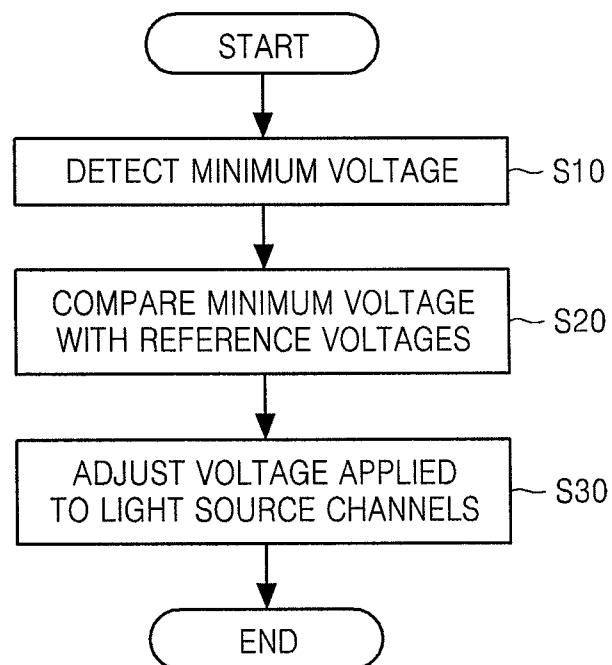 START
DETECT MINIMUM VOLTAGE
S10
COMPARE MINIMUM VOLTAGE
WITH REFERENCE VOLTAGES
S20
ADJUST VOLTAGE APPLIED
TO LIGHT SOURCE CHANNELS
S30
END